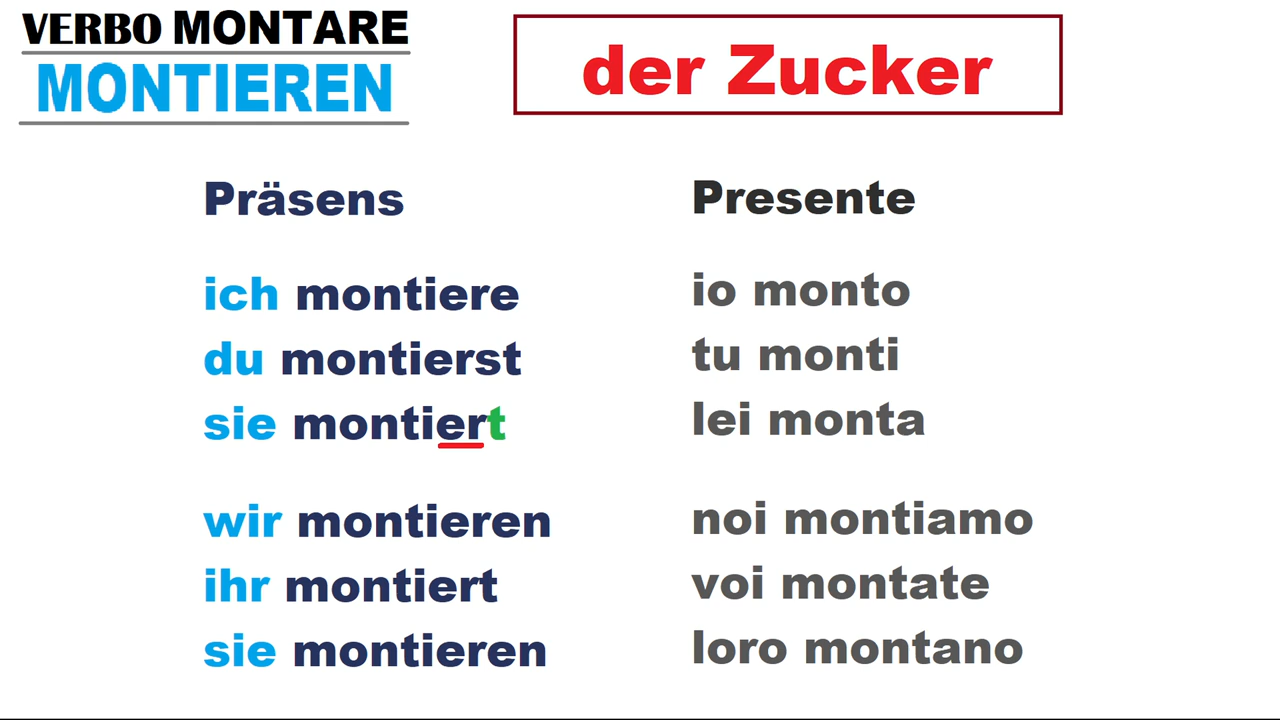 VERBO MONTARE
MONTIEREN
der Zucker
Präsens
ich montiere
du montierst
sie montiert
wir montieren
ihr montiert
sie montieren
Presente
io monto
tu monti
lei monta
noi montiamo
voi montate
loro montano